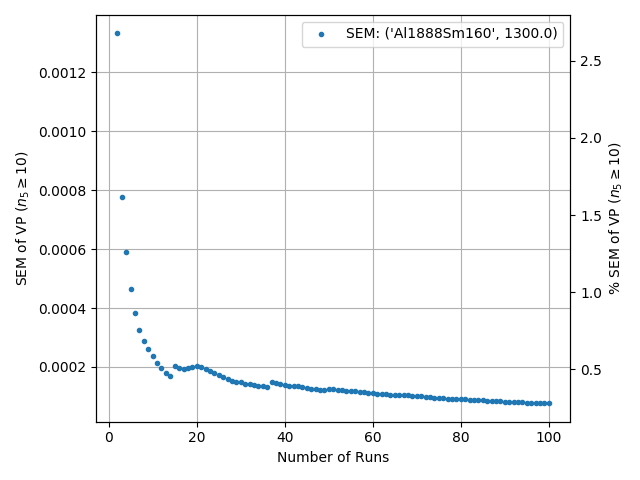 SEM: ('Al1888Sm160', 1300.0)
0.0012
0.0010
0.0008
0.0006
0.0004
0.0002
SEM of VP (n₅ ≥ 10)
2.5
2.0
1.5
1.0
0.5
% SEM of VP (n₅ ≥ 10)
0 20 40 60 80 100
Number of Runs